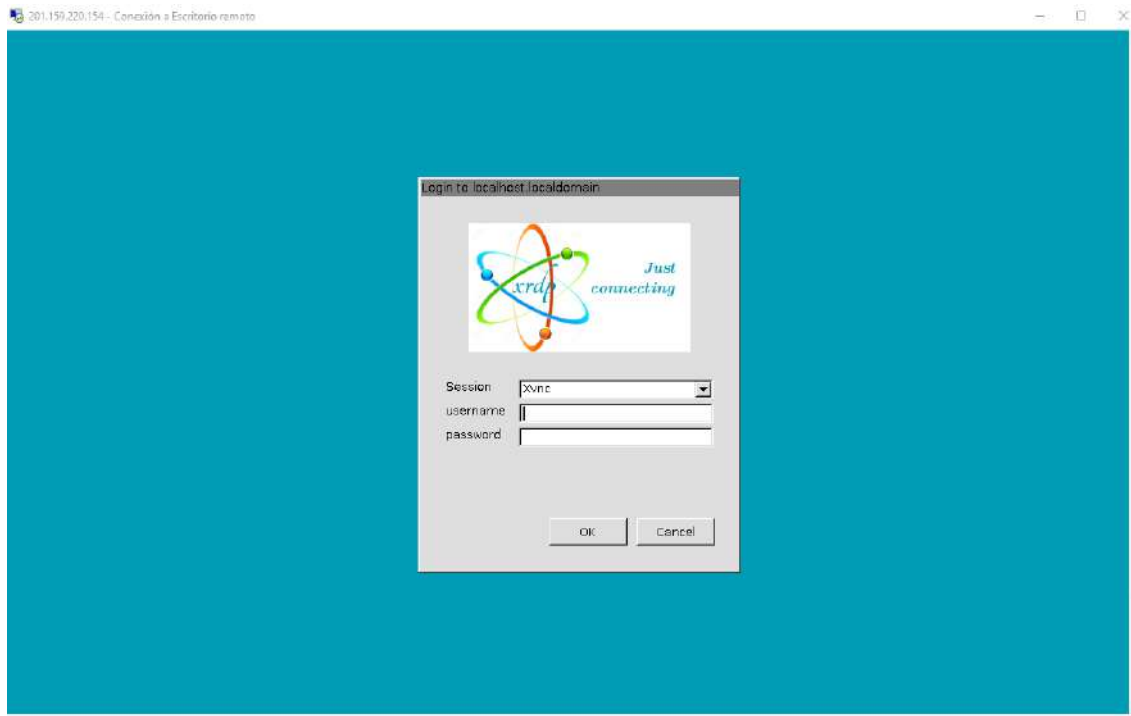 201.159.220.154 - Conexión a Escritorio remoto
Login to localhost.localdomain
xrdp
Just
connecting
Session Xvnc
username
password
OK Cancel